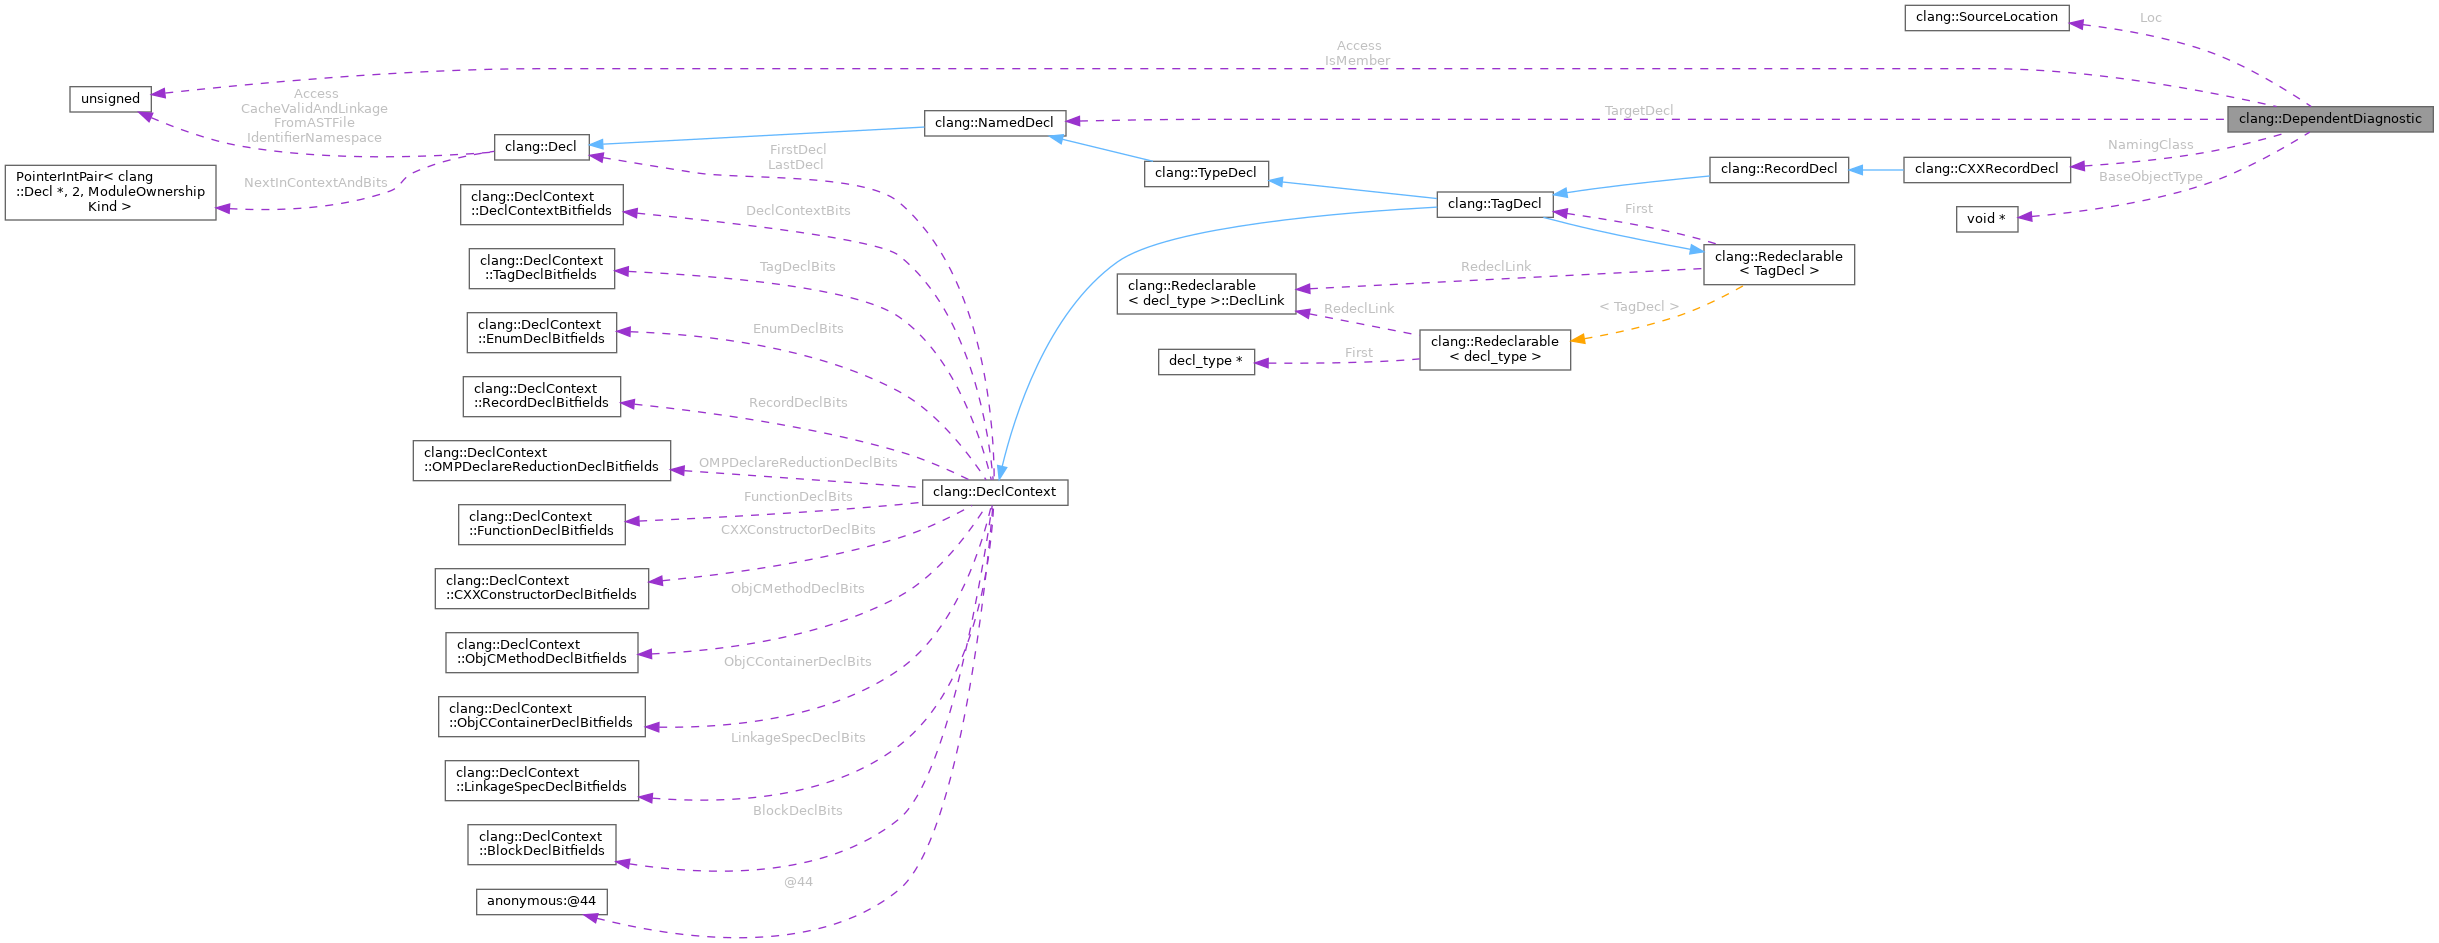 clang::SourceLocation
Loc
Access
IsMember
unsigned
Access
CacheValidAndLinkage
FromASTFile
IdentifierNamespace
clang::NamedDecl
TargetDecl
clang::DependentDiagnostic
clang::Decl
FirstDecl
LastDecl
NamingClass
PointerIntPair< clang
::Decl *, 2, ModuleOwnership
Kind >
NextInContextAndBits
clang::TypeDecl
clang::RecordDecl
clang::CXXRecordDecl
BaseObjectType
clang::DeclContext
::DeclContextBitfields
DeclContextBits
clang::TagDecl
First
void *
clang::DeclContext
::TagDeclBitfields
TagDeclBits
clang::Redeclarable
< TagDecl >
RedeclLink
clang::Redeclarable
< decl_type >::DeclLink
RedeclLink
< TagDecl >
clang::DeclContext
::EnumDeclBitfields
EnumDeclBits
clang::Redeclarable
< decl_type >
decl_type *
First
clang::DeclContext
::RecordDeclBitfields
RecordDeclBits
clang::DeclContext
::OMPDeclareReductionDeclBitfields
OMPDeclareReductionDeclBits
clang::DeclContext
FunctionDeclBits
clang::DeclContext
::FunctionDeclBitfields
CXXConstructorDeclBits
clang::DeclContext
::CXXConstructorDeclBitfields
ObjCMethodDeclBits
clang::DeclContext
::ObjCMethodDeclBitfields
ObjCContainerDeclBits
clang::DeclContext
::ObjCContainerDeclBitfields
LinkageSpecDeclBits
clang::DeclContext
::LinkageSpecDeclBitfields
BlockDeclBits
clang::DeclContext
::BlockDeclBitfields
@44
anonymous:@44